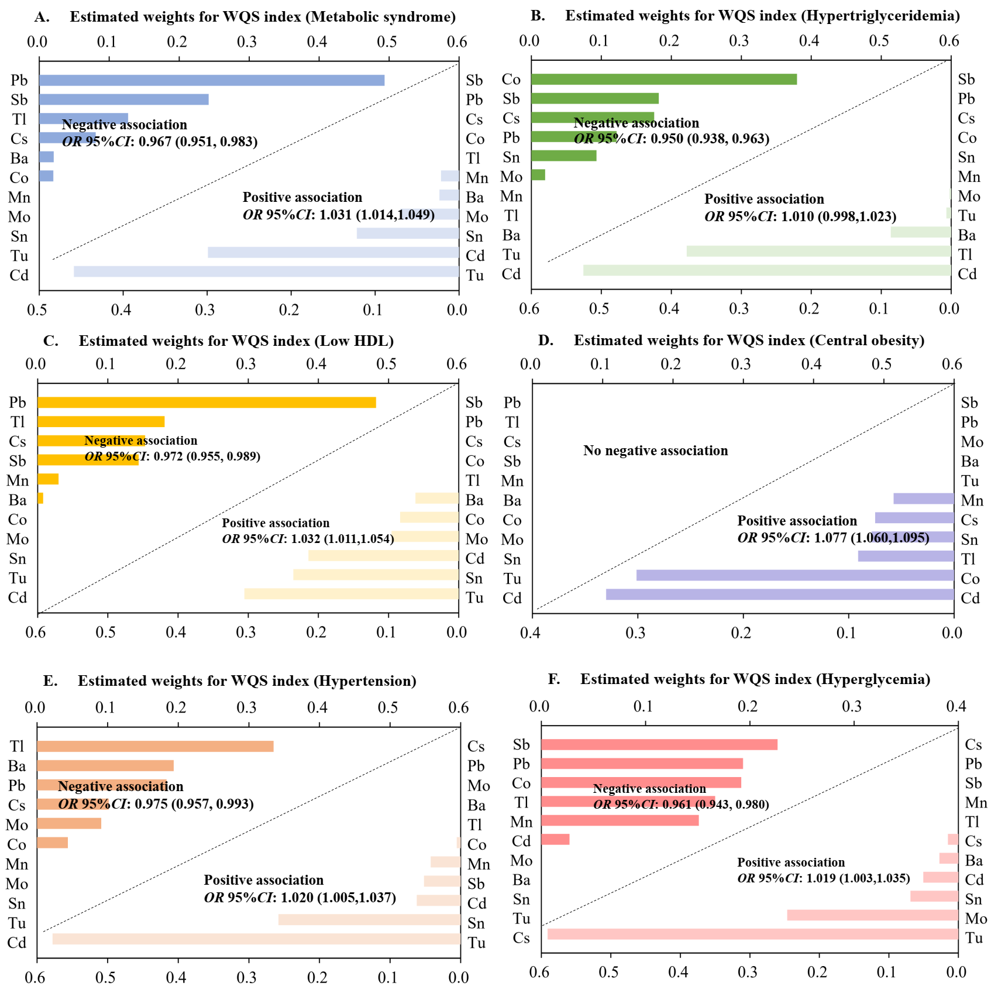 A. Estimated weights for WQS index (Metabolic syndrome)
0.0 0.1 0.2 0.3 0.4 0.5 0.6
Pb Sb
Sb Pb
Tl Cs
Negative association
Cs Co
OR 95%CI: 0.967 (0.951, 0.983)
Ba Tl
Co Mn
Mn Ba
Positive association
Mo Mo
OR 95%CI: 1.031 (1.014,1.049)
Sn Sn
Tu Cd
Cd Tu
0.5 0.4 0.3 0.2 0.1 0.0
B. Estimated weights for WQS index (Hypertriglyceridemia)
0.0 0.1 0.2 0.3 0.4 0.5 0.6
Co Sb
Sb Pb
Cs Cs
Negative association
Pb Co
OR 95%CI: 0.950 (0.938, 0.963)
Sn Sn
Mo Mn
Mn Mo
Positive association
Tl Tu
OR 95%CI: 1.010 (0.998,1.023)
Ba Ba
Tu Tl
Cd Cd
0.6 0.5 0.4 0.3 0.2 0.1 0.0
C. Estimated weights for WQS index (Low HDL)
0.0 0.1 0.2 0.3 0.4 0.5 0.6
Pb Sb
Tl Pb
Cs Cs
Negative association
Sb Co
OR 95%CI: 0.972 (0.955, 0.989)
Mn Tl
Ba Ba
Co Co
Positive association
Mo Mo
OR 95%CI: 1.032 (1.011,1.054)
Sn Cd
Tu Sn
Cd Tu
0.6 0.5 0.4 0.3 0.2 0.1 0.0
D. Estimated weights for WQS index (Central obesity)
0.0 0.1 0.2 0.3 0.4 0.5 0.6
Pb Sb
Tl Pb
Cs Mo
No negative association
Sb Ba
Mn Tu
Ba Mn
Co Cs
Positive association
Mo Sn
OR 95%CI: 1.077 (1.060,1.095)
Sn Tl
Tu Co
Cd Cd
0.4 0.3 0.2 0.1 0.0
E. Estimated weights for WQS index (Hypertension)
0.0 0.1 0.2 0.3 0.4 0.5 0.6
Tl Cs
Ba Pb
Pb Mo
Negative association
Cs Ba
OR 95%CI: 0.975 (0.957, 0.993)
Mo Tl
Co Co
Mn Mn
Mo Sb
Positive association
Sn Cd
OR 95%CI: 1.020 (1.005,1.037)
Tu Sn
Cd Tu
0.6 0.5 0.4 0.3 0.2 0.1 0.0
F. Estimated weights for WQS index (Hyperglycemia)
0.0 0.1 0.2 0.3 0.4
Sb Cs
Pb Pb
Co Sb
Negative association
Tl Mn
OR 95%CI: 0.961 (0.943, 0.980)
Mn Tl
Cd Cs
Mo Ba
Positive association
Ba Cd
OR 95%CI: 1.019 (1.003,1.035)
Sn Sn
Tu Mo
Cs Tu
0.6 0.5 0.4 0.3 0.2 0.1 0.0